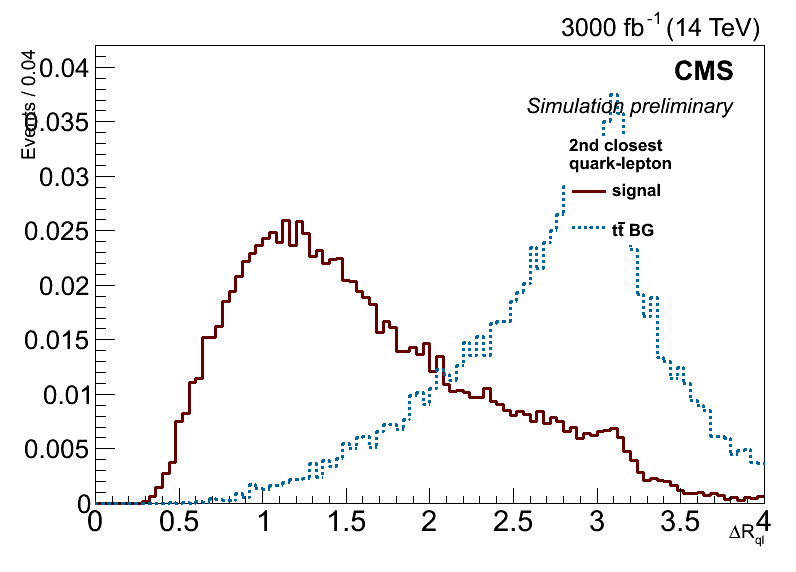 3000 fb-1 (14 TeV)
Events / 0.04
CMS
Simulation preliminary
2nd closest
quark-lepton
signal
tt̅ BG
0.04
0.035
0.03
0.025
0.02
0.015
0.01
0.005
0
0 0.5 1 1.5 2 2.5 3 3.5 4
ΔRql